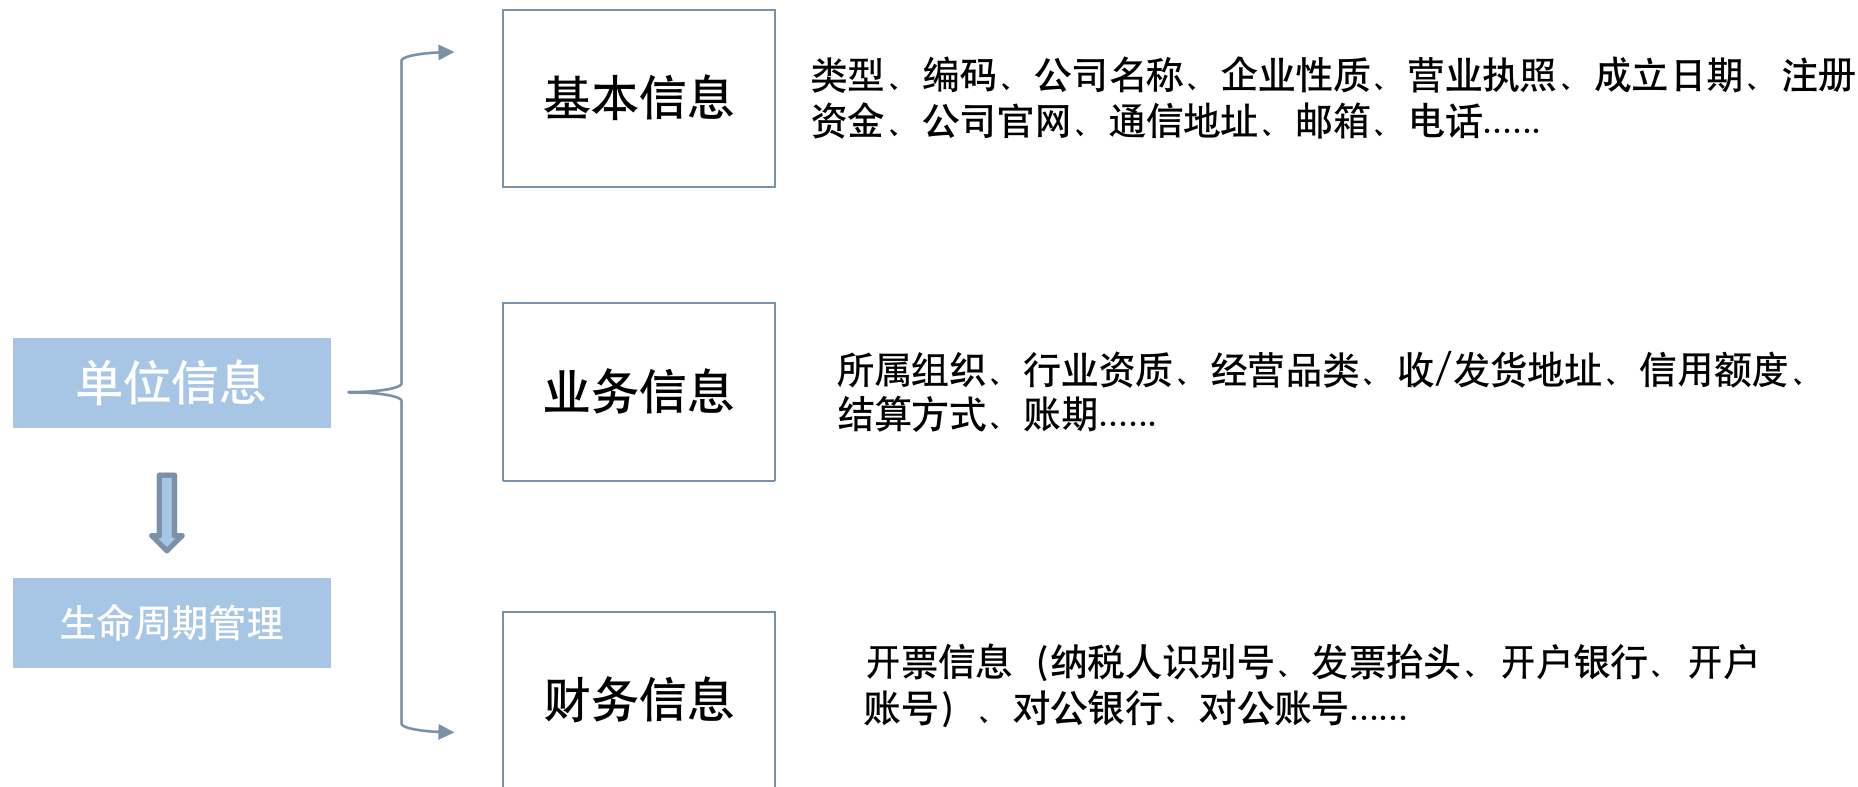 基本信息
类型、编码、公司名称、企业性质、营业执照、成立日期、注册
资金、公司官网、通信地址、邮箱、电话......
单位信息
业务信息
所属组织、行业资质、经营品类、收/发货地址、信用额度、
结算方式、账期......
生命周期管理
财务信息
开票信息（纳税人识别号、发票抬头、开户银行、开户
账号）、对公银行、对公账号......